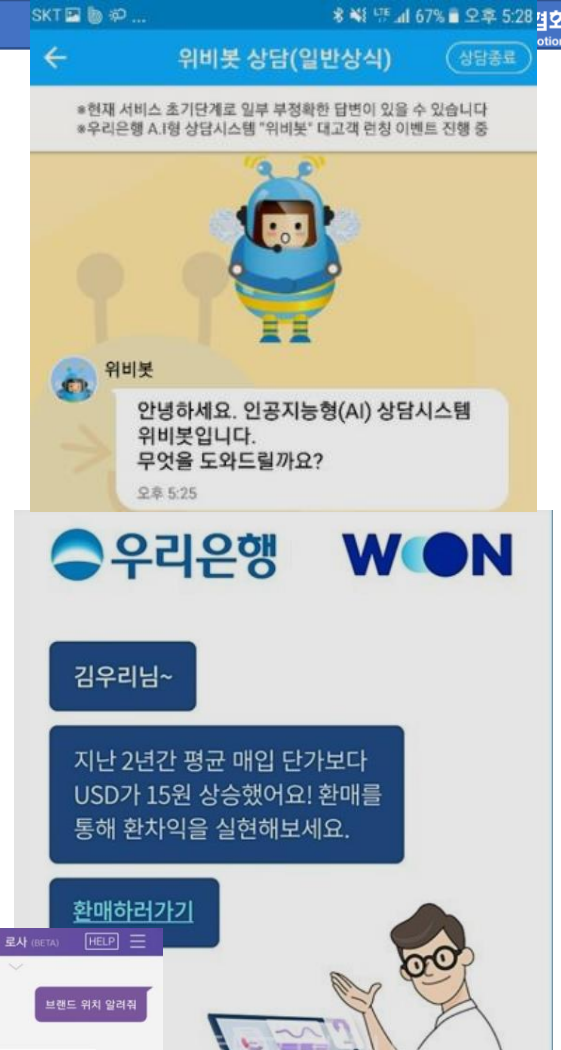 SKT
...
67%
오후 5:28
위비봇 상담(일반상식)
상담종료
※현재 서비스 초기단계로 일부 부정확한 답변이 있을 수 있습니다
※우리은행 A.I형 상담시스템 "위비봇" 대고객 런칭 이벤트 진행 중
위비봇
안녕하세요. 인공지능형(AI) 상담시스템
위비봇입니다.
무엇을 도와드릴까요?
오후 5:25
우리은행
WOON
김우리님~
지난 2년간 평균 매입 단가보다
USD가 15원 상승했어요! 환매를
통해 환차익을 실현해보세요.
환매하러가기
로사 (BETA)
HELP
브랜드 위치 알려줘